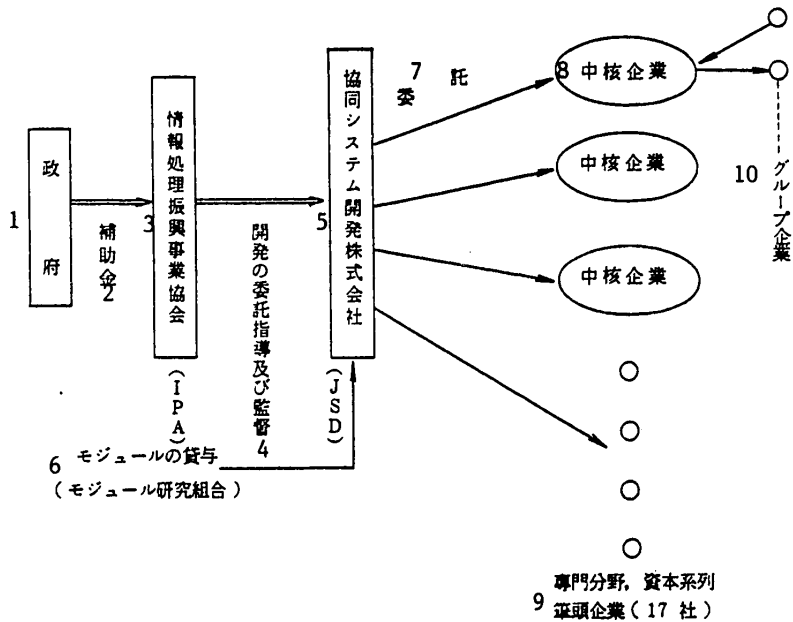 1
政府
補助金
2
3
情報処理振興事業協会
(IPA)
開発の委託指導及び監督
4
5
協同システム開発株式会社
(JSD)
6 モジュールの貸与
(モジュール研究組合)
7
委託
8 中核企業
中核企業
中核企業
10
グループ企業
9 専門分野,資本系列
筆頭企業(17社)